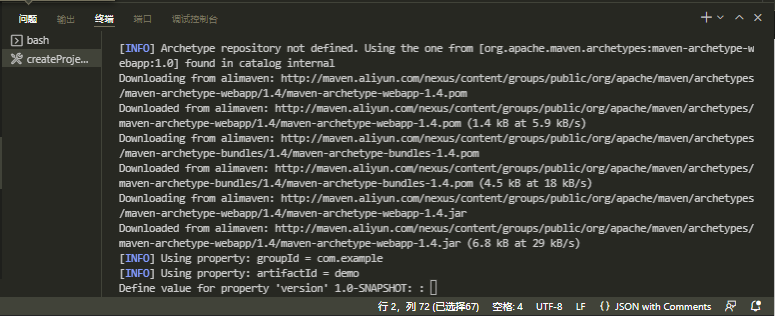 问题 输出 终端 端口 调试控制台
bash
createProje...
[INFO] Archetype repository not defined. Using the one from [org.apache.maven.archetypes:maven-archetype-w
ebapp:1.0] found in catalog internal
Downloading from alimaven: http://maven.aliyun.com/nexus/content/groups/public/org/apache/maven/archetypes
/maven-archetype-webapp/1.4/maven-archetype-webapp-1.4.pom
Downloaded from alimaven: http://maven.aliyun.com/nexus/content/groups/public/org/apache/maven/archetypes/
maven-archetype-webapp/1.4/maven-archetype-webapp-1.4.pom (1.4 kB at 5.9 kB/s)
Downloading from alimaven: http://maven.aliyun.com/nexus/content/groups/public/org/apache/maven/archetypes
/maven-archetype-bundles/1.4/maven-archetype-bundles-1.4.pom
Downloaded from alimaven: http://maven.aliyun.com/nexus/content/groups/public/org/apache/maven/archetypes/
maven-archetype-bundles/1.4/maven-archetype-bundles-1.4.pom (4.5 kB at 18 kB/s)
Downloading from alimaven: http://maven.aliyun.com/nexus/content/groups/public/org/apache/maven/archetypes
/maven-archetype-webapp/1.4/maven-archetype-webapp-1.4.jar
Downloaded from alimaven: http://maven.aliyun.com/nexus/content/groups/public/org/apache/maven/archetypes/
maven-archetype-webapp/1.4/maven-archetype-webapp-1.4.jar (6.8 kB at 29 kB/s)
[INFO] Using property: groupId = com.example
[INFO] Using property: artifactId = demo
Define value for property 'version' 1.0-SNAPSHOT: :
行 2，列 72 (已选择67) 空格: 4 UTF-8 LF {} JSON with Comments